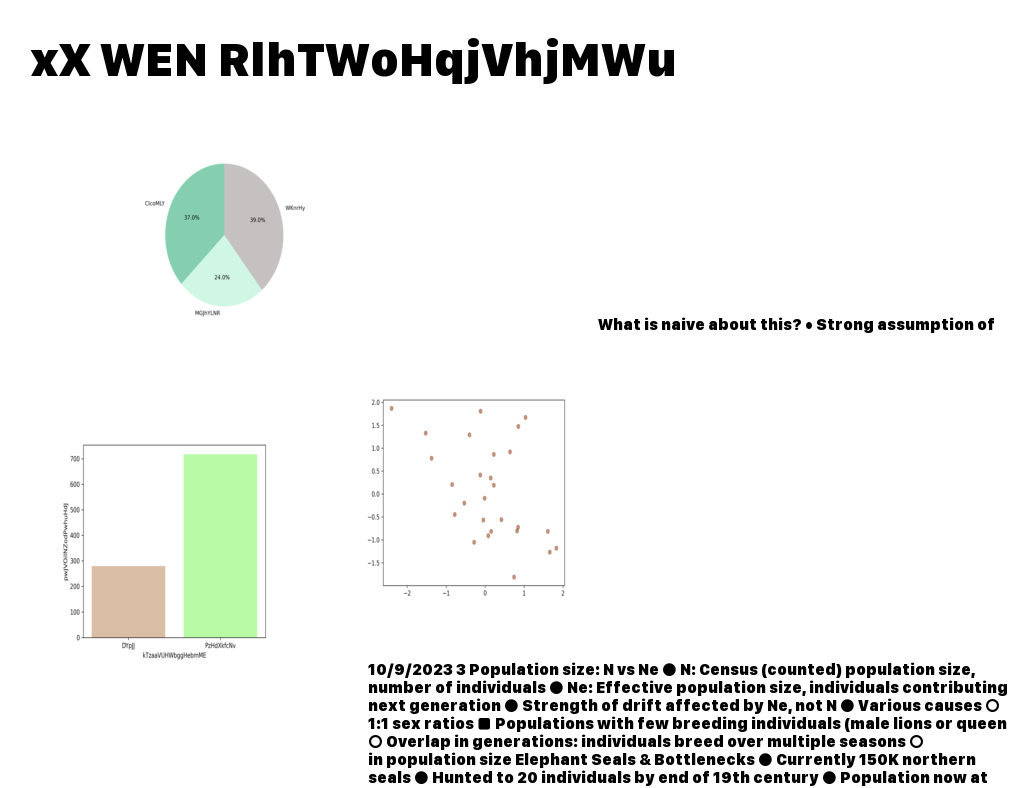 xX WEN RlhTWoHqjVhjMWu
ClcoMLY
WKnrHy
37.0%
39.0%
24.0%
MGJhYLNR
What is naive about this? • Strong assumption of
2.0
1.5
1.0
0.5
0.0
−0.5
−1.0
−1.5
−2
−1
0
1
2
700
600
500
400
300
200
100
0
DYpJJ
PzHdXkfcNv
kTzaaVUHWbggHebmME
10/9/2023 3 Population size: N vs Ne ● N: Census (counted) population size,
number of individuals ● Ne: Effective population size, individuals contributing
next generation ● Strength of drift affected by Ne, not N ● Various causes ○
1:1 sex ratios ■ Populations with few breeding individuals (male lions or queen
○ Overlap in generations: individuals breed over multiple seasons ○
in population size Elephant Seals & Bottlenecks ● Currently 150K northern
seals ● Hunted to 20 individuals by end of 19th century ● Population now at